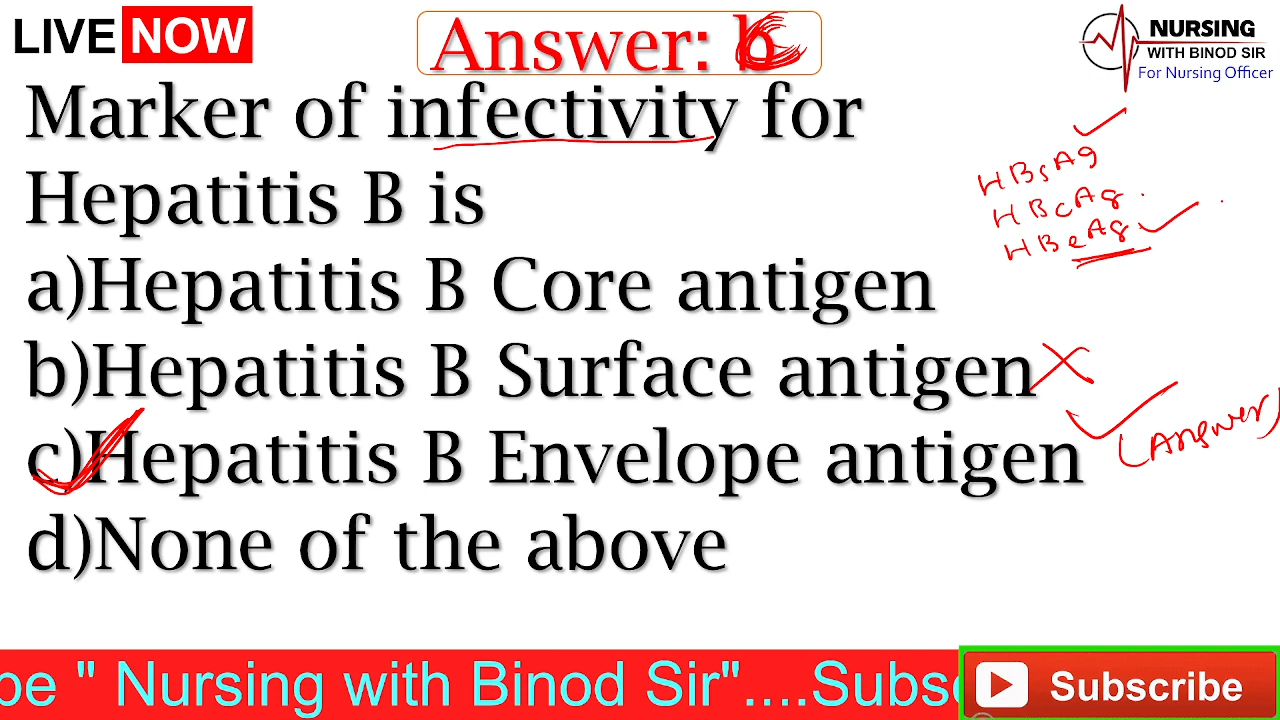 LIVE NOW
Answer: b
NURSING
WITH BINOD SIR
For Nursing Officer
Marker of infectivity for
Hepatitis B is
a)Hepatitis B Core antigen
b)Hepatitis B Surface antigen
c)Hepatitis B Envelope antigen
d)None of the above
HBsAg
HBcAg
HBeAg
(Answer)
be " Nursing with Binod Sir"....Subsc
Subscribe